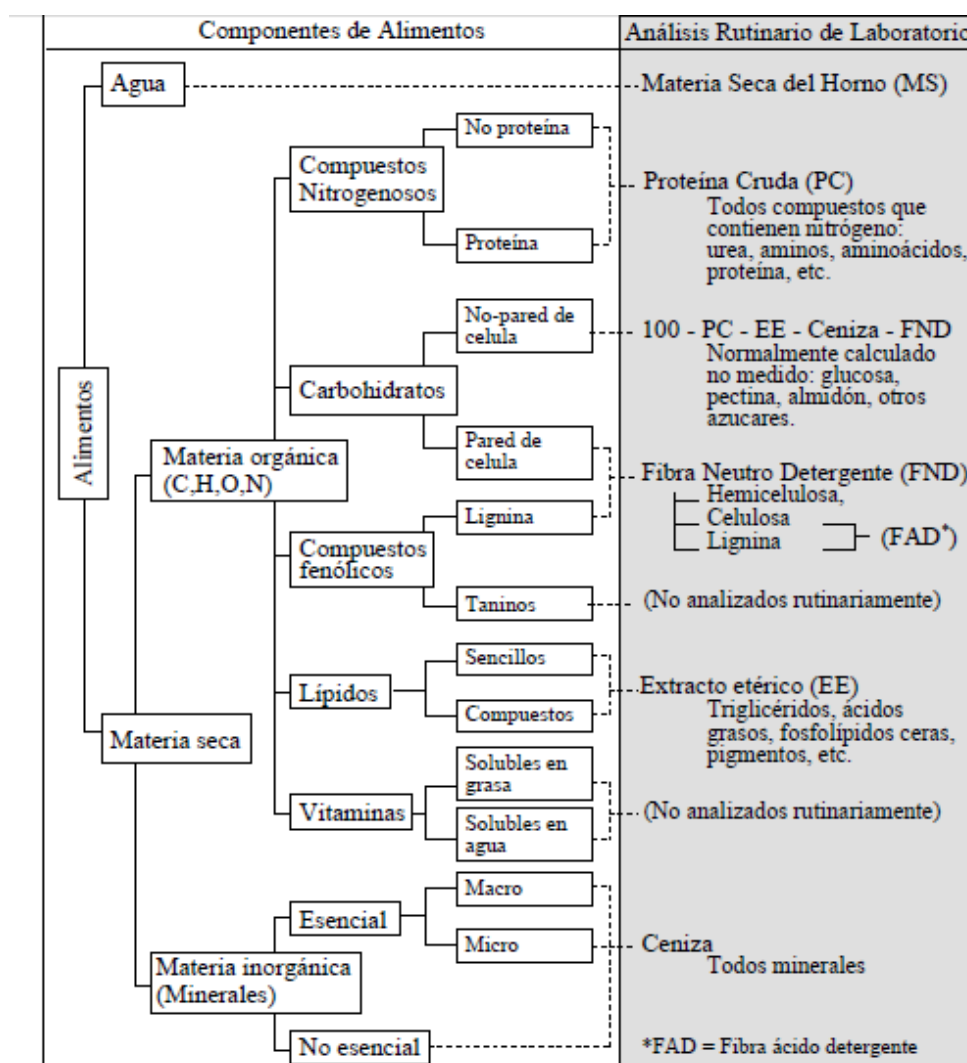 Componentes de Alimentos
Análisis Rutinario de Laboratorio
Agua
Materia Seca del Horno (MS)
No proteína
Compuestos
Nitrogenosos
Proteína
Proteína Cruda (PC)
Todos compuestos que
contienen nitrógeno:
urea, aminos, aminoácidos,
proteína, etc.
No-pared de
celula
100 - PC - EE - Ceniza - FND
Normalmente calculado
no medido: glucosa,
pectina, almidón, otros
azucares.
Carbohidratos
Pared de
celula
Alimentos
Materia orgánica
(C,H,O,N)
Fibra Neutro Detergente (FND)
Hemicelulosa,
Celulosa
Lignina
(FAD*)
Lignina
Compuestos
fenólicos
Taninos
(No analizados rutinariamente)
Sencillos
Lípidos
Compuestos
Extracto etérico (EE)
Triglicéridos, ácidos
grasos, fosfolípidos ceras,
pigmentos, etc.
Materia seca
Solubles en
grasa
Vitaminas
Solubles en
agua
(No analizados rutinariamente)
Macro
Esencial
Micro
Ceniza
Todos minerales
Materia inorgánica
(Minerales)
No esencial
*FAD = Fibra ácido detergente